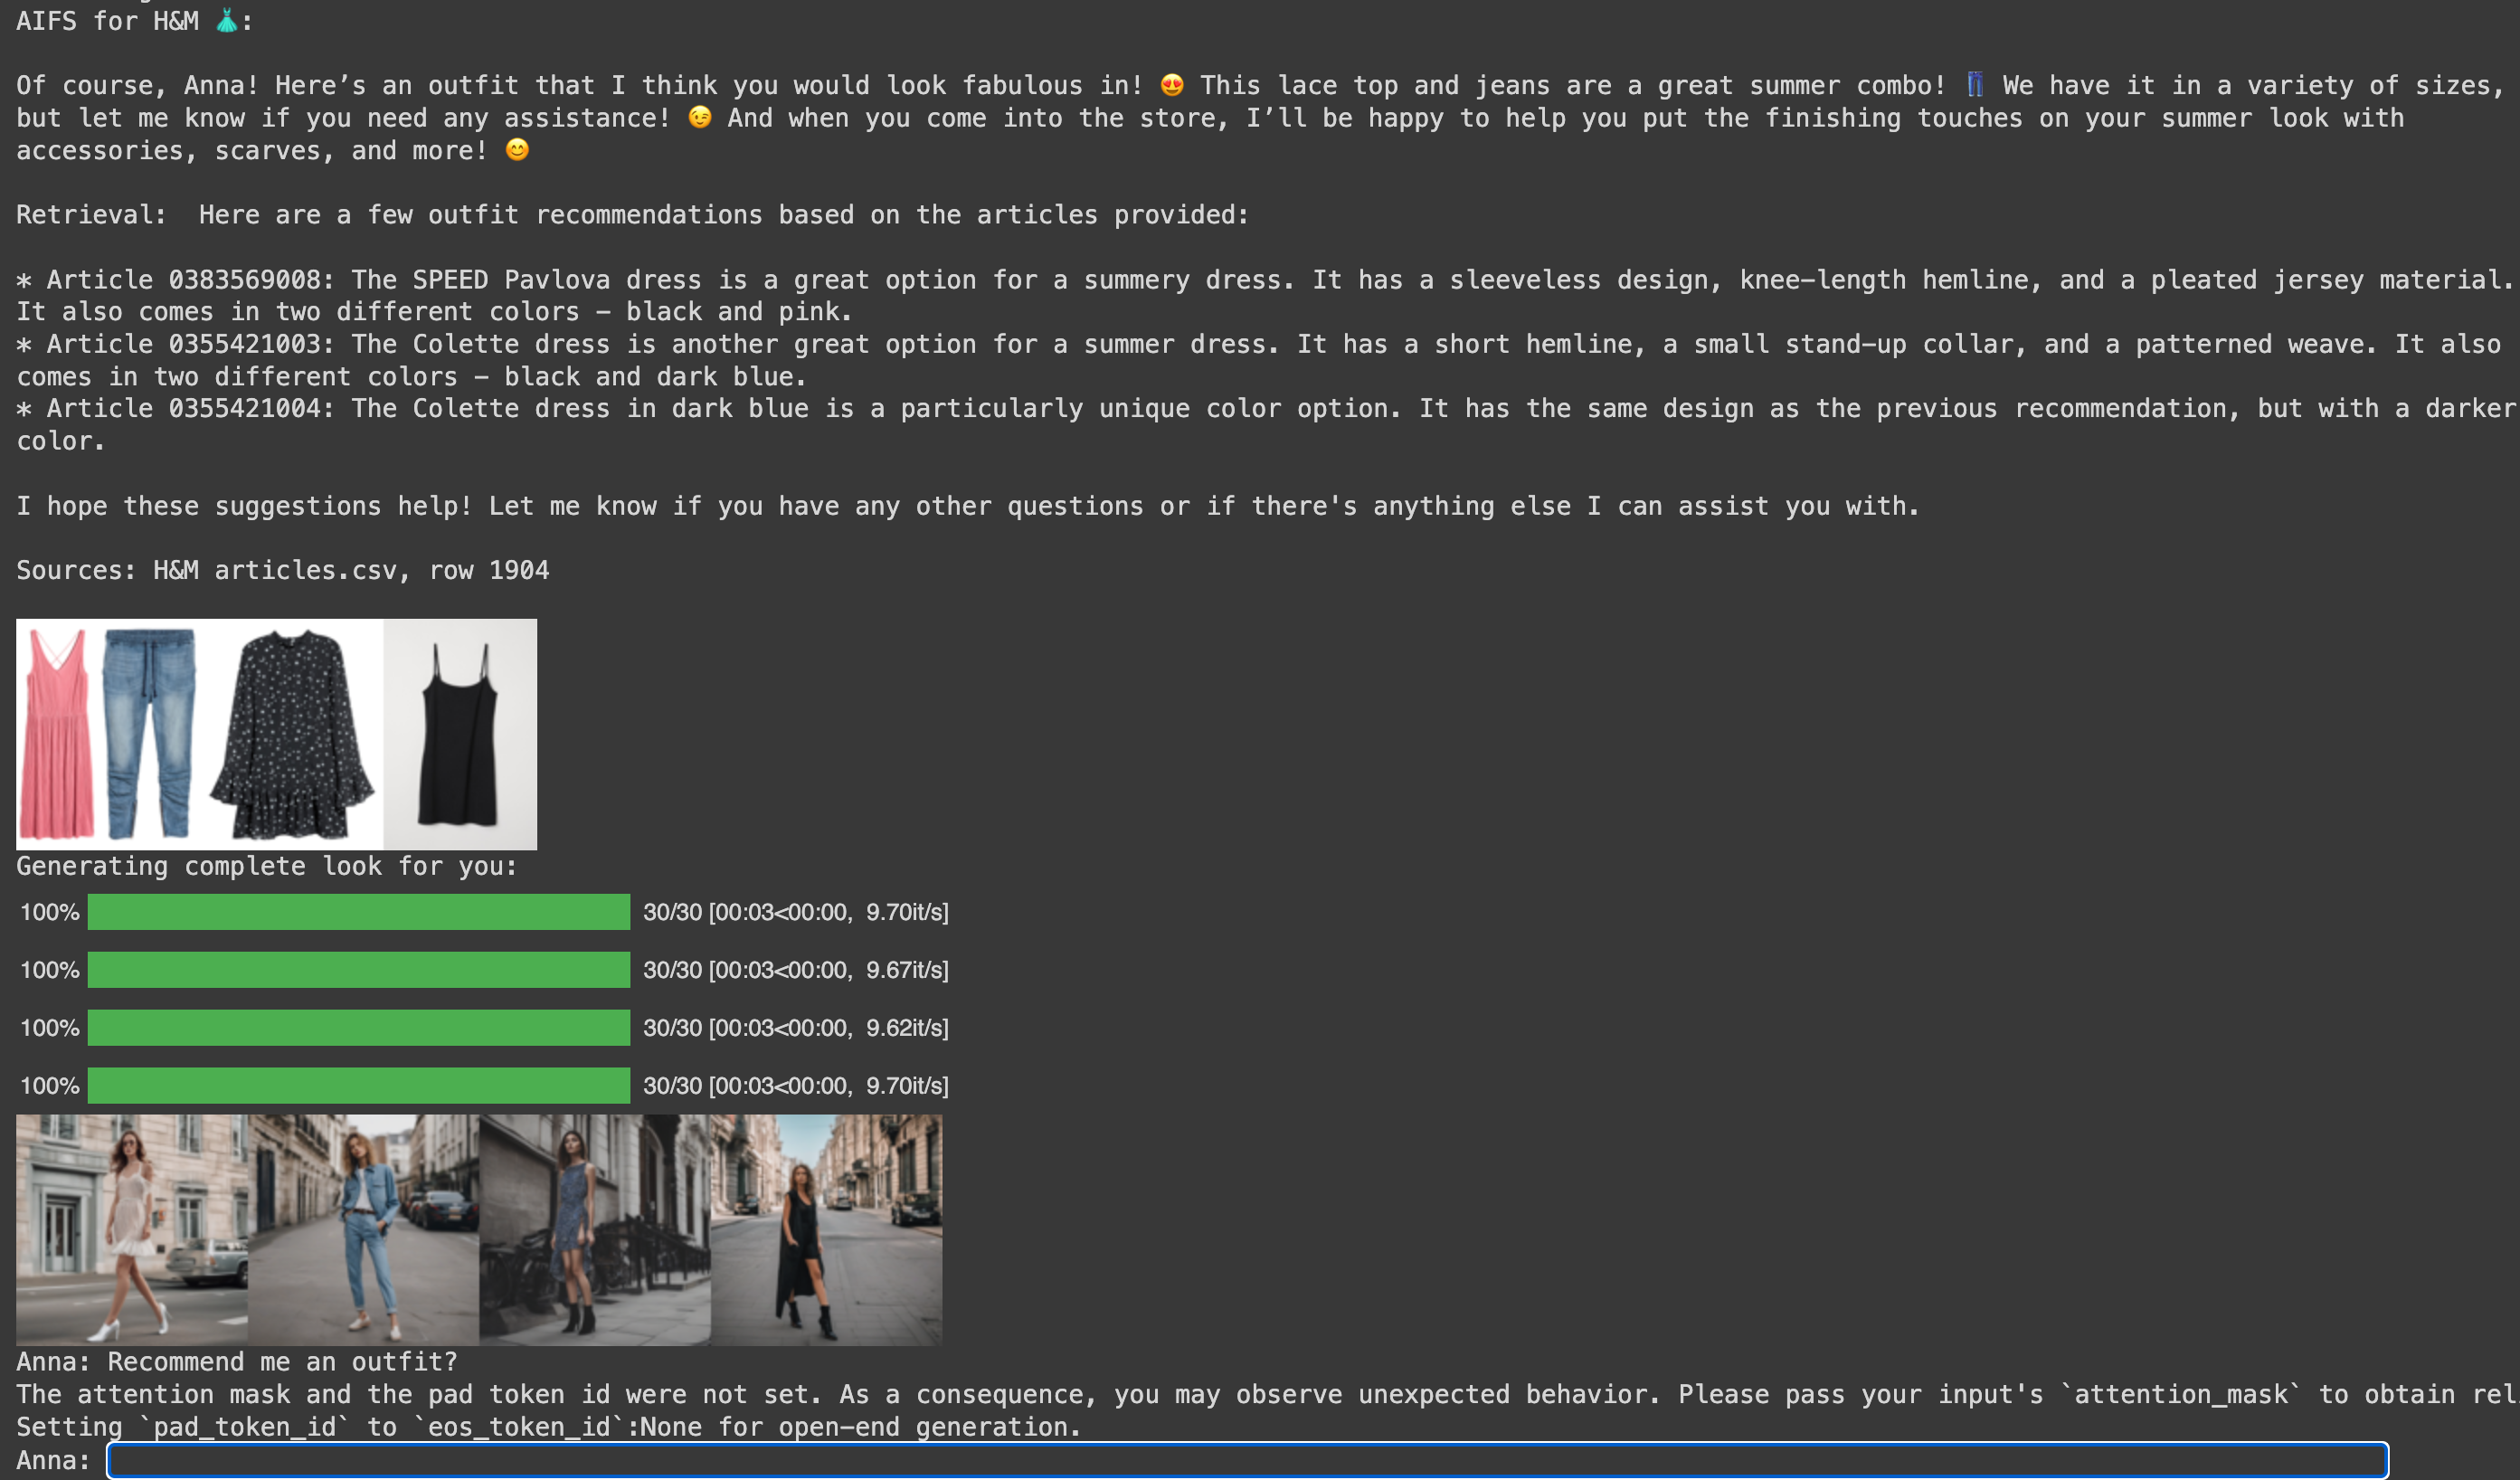 AIFS for H&M 👗:
Of course, Anna! Here’s an outfit that I think you would look fabulous in! 😍 This lace top and jeans are a great summer combo! 👖 We have it in a variety of sizes,
but let me know if you need any assistance! 😉 And when you come into the store, I’ll be happy to help you put the finishing touches on your summer look with
accessories, scarves, and more! 😊
Retrieval:  Here are a few outfit recommendations based on the articles provided:
* Article 0383569008: The SPEED Pavlova dress is a great option for a summery dress. It has a sleeveless design, knee-length hemline, and a pleated jersey material.
It also comes in two different colors - black and pink.
* Article 0355421003: The Colette dress is another great option for a summer dress. It has a short hemline, a small stand-up collar, and a patterned weave. It also
comes in two different colors - black and dark blue.
* Article 0355421004: The Colette dress in dark blue is a particularly unique color option. It has the same design as the previous recommendation, but with a darker
color.
I hope these suggestions help! Let me know if you have any other questions or if there's anything else I can assist you with.
Sources: H&M articles.csv, row 1904
Generating complete look for you:
100% 30/30 [00:03<00:00, 9.70it/s]
100% 30/30 [00:03<00:00, 9.67it/s]
100% 30/30 [00:03<00:00, 9.62it/s]
100% 30/30 [00:03<00:00, 9.70it/s]
Anna: Recommend me an outfit?
The attention mask and the pad token id were not set. As a consequence, you may observe unexpected behavior. Please pass your input's `attention_mask` to obtain
Setting `pad_token_id` to `eos_token_id`:None for open-end generation.
Anna: